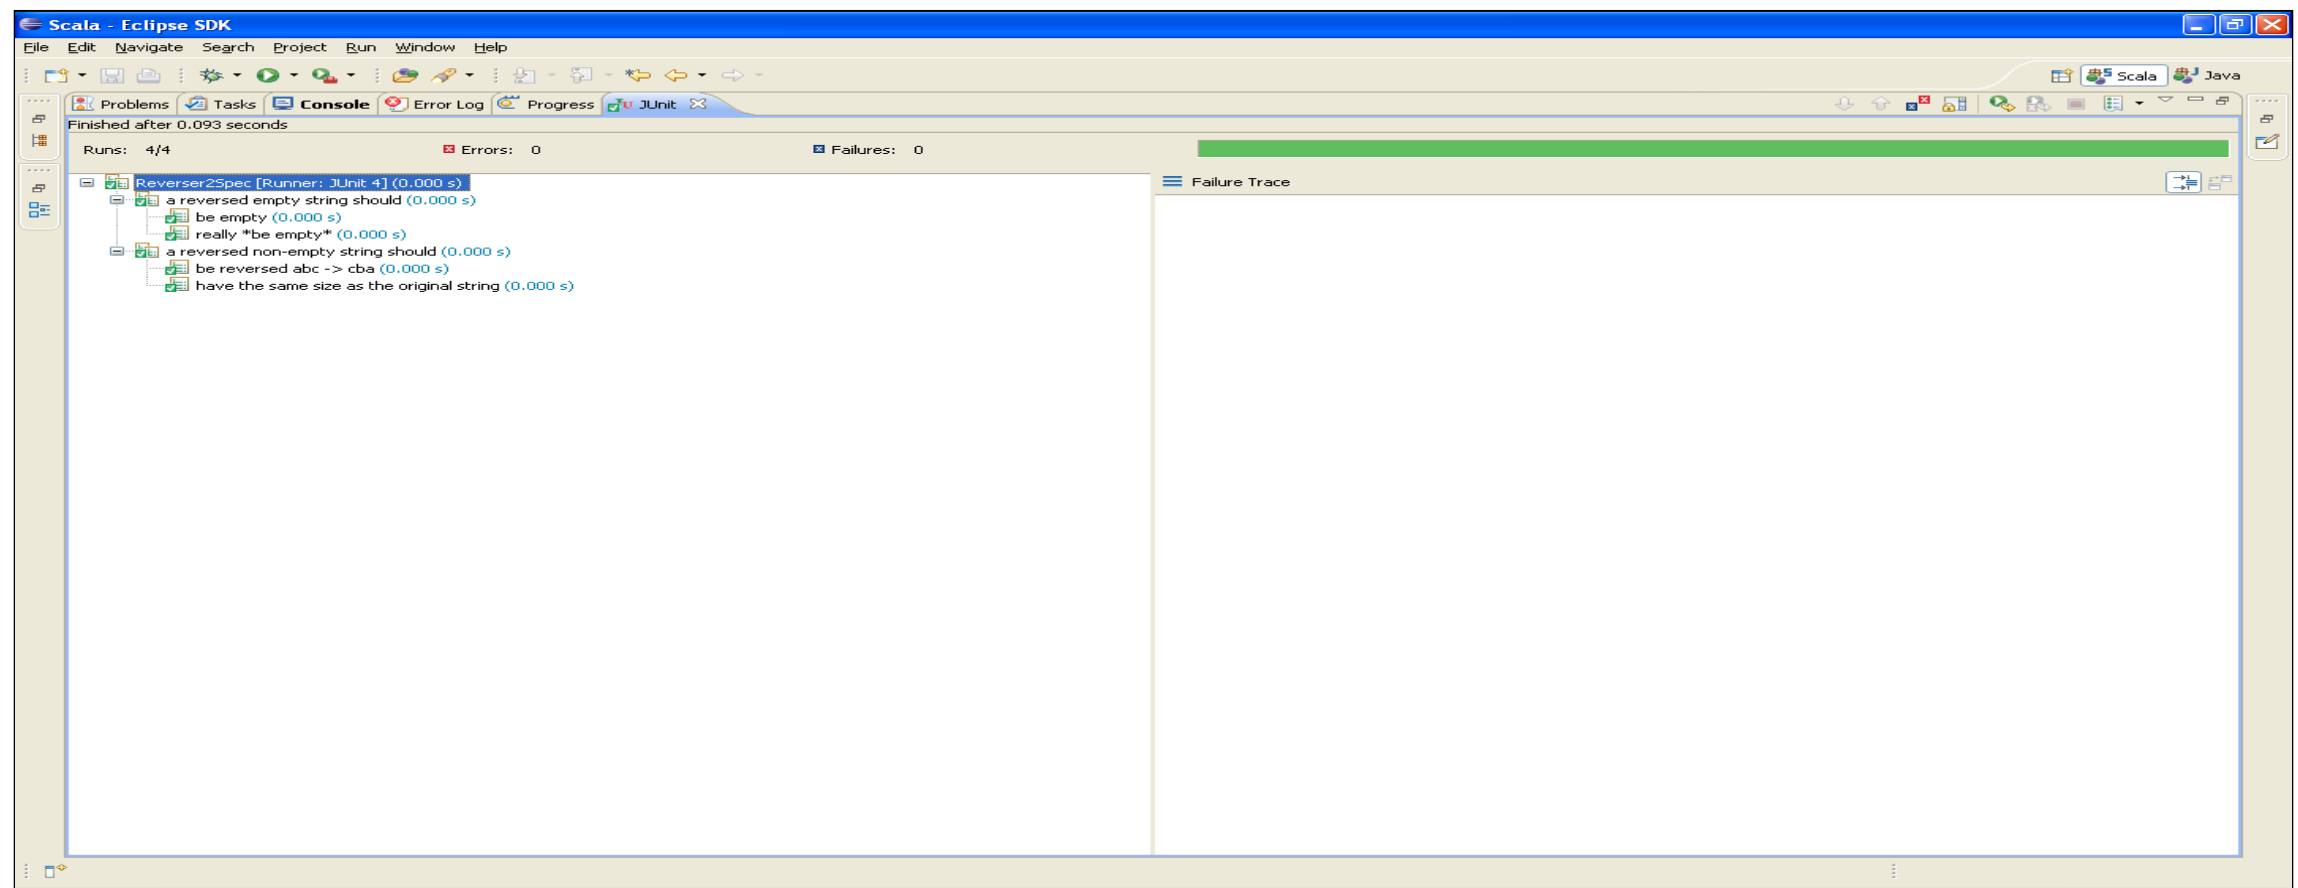 Scala - Eclipse SDK
File Edit Navigate Search Project Run Window Help
Scala Java
Problems Tasks Console Error Log Progress JUnit
Finished after 0.093 seconds
Runs: 4/4 Errors: 0 Failures: 0
Reverser2Spec [Runner: JUnit 4] (0.000 s)
Failure Trace
a reversed empty string should (0.000 s)
be empty (0.000 s)
really *be empty* (0.000 s)
a reversed non-empty string should (0.000 s)
be reversed abc -> cba (0.000 s)
have the same size as the original string (0.000 s)